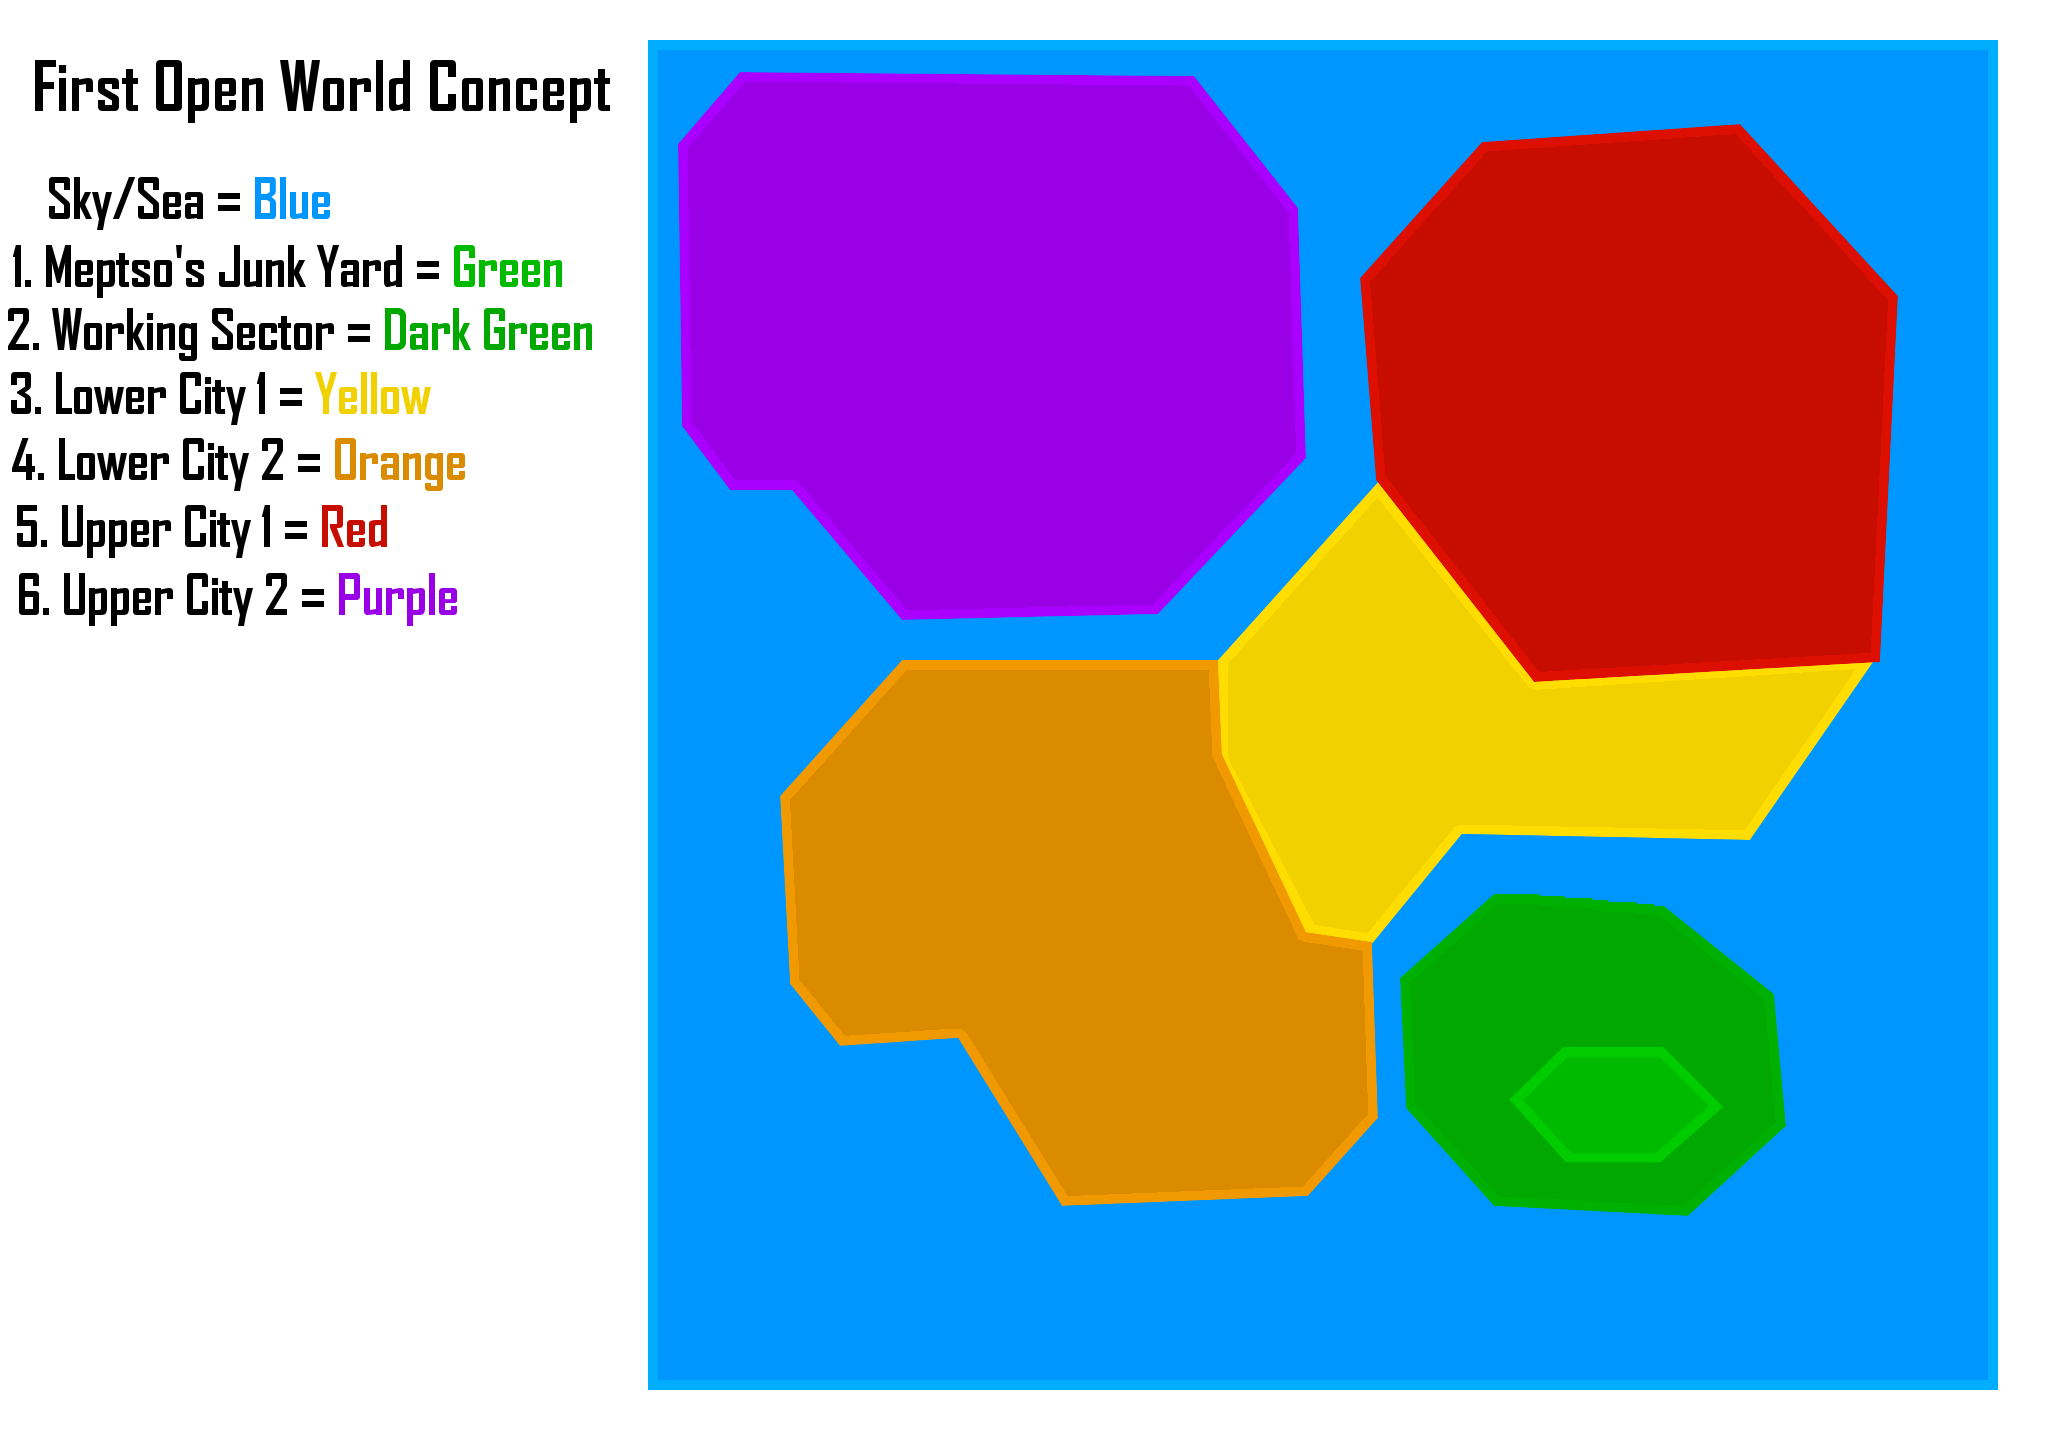 First Open World Concept
Sky/Sea = Blue
1. Meptso's Junk Yard = Green
2. Working Sector = Dark Green
3. Lower City 1 = Yellow
4. Lower City 2 = Orange
5. Upper City 1 = Red
6. Upper City 2 = Purple